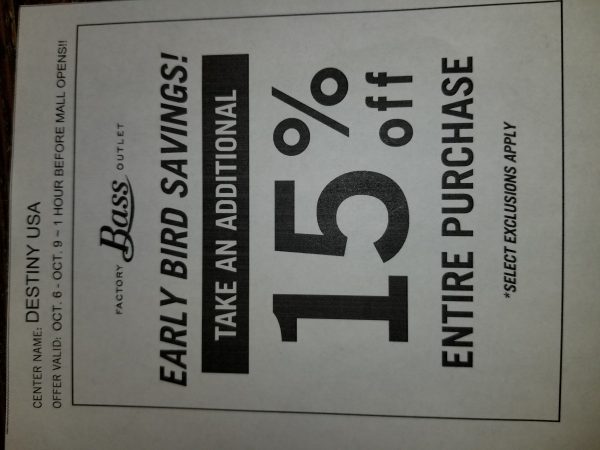 CENTER NAME: DESTINY USA
OFFER VALID: OCT. 6 - OCT. 9 ~ 1 HOUR BEFORE MALL OPENS!!
FACTORY Bass OUTLET
EARLY BIRD SAVINGS!
TAKE AN ADDITIONAL
15% off
ENTIRE PURCHASE
*SELECT EXCLUSIONS APPLY